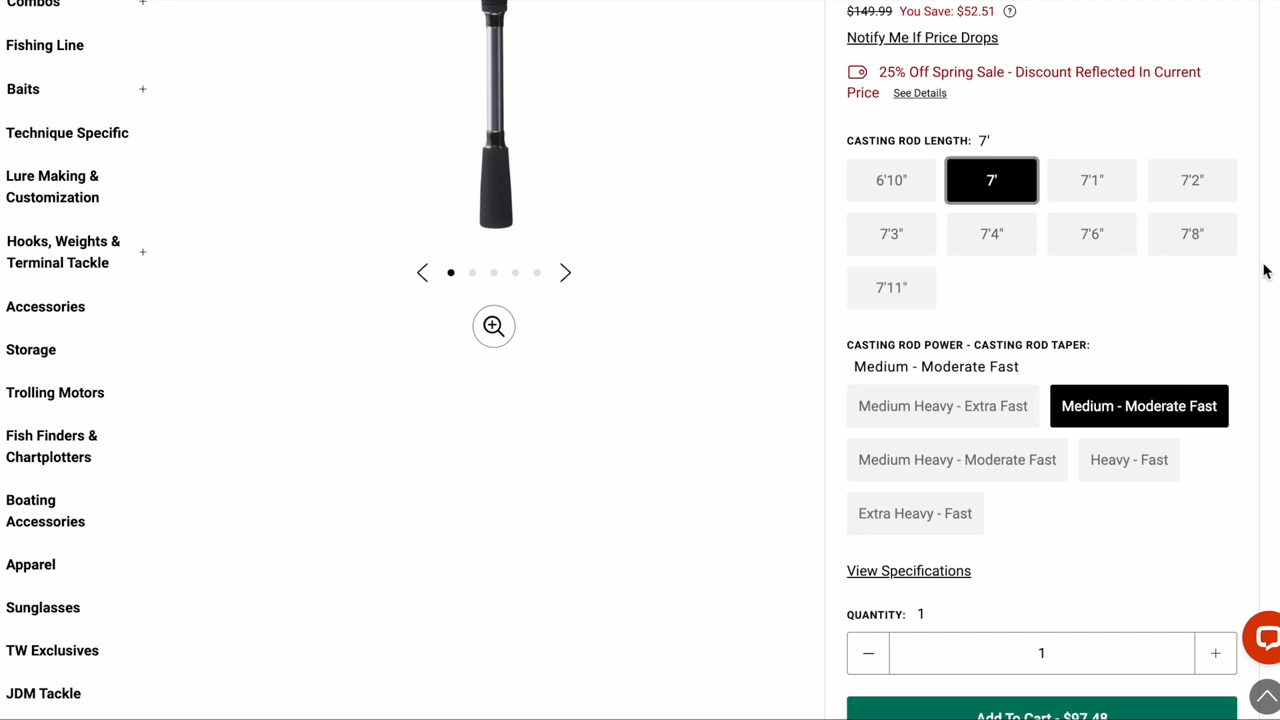 Combos
Fishing Line
Baits
Technique Specific
Lure Making &
Customization
Hooks, Weights &
Terminal Tackle
Accessories
Storage
Trolling Motors
Fish Finders &
Chartplotters
Boating
Accessories
Apparel
Sunglasses
TW Exclusives
JDM Tackle
$149.99 You Save: $52.51 ?
Notify Me If Price Drops
25% Off Spring Sale - Discount Reflected In Current
Price See Details
CASTING ROD LENGTH: 7'
6'10" 7' 7'1" 7'2"
7'3" 7'4" 7'6" 7'8"
7'11"
CASTING ROD POWER - CASTING ROD TAPER:
Medium - Moderate Fast
Medium Heavy - Extra Fast Medium - Moderate Fast
Medium Heavy - Moderate Fast Heavy - Fast
Extra Heavy - Fast
View Specifications
QUANTITY: 1
− 1 +
Add To Cart - $97.48